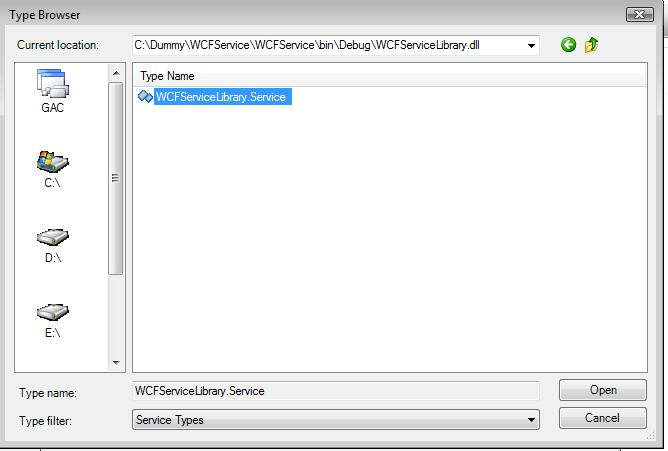 Type Browser
Current location: C:\Dummy\WCFService\WCFService\bin\Debug\WCFServiceLibrary.dll
GAC
C:\
D:\
E:\
Type Name
WCFServiceLibrary.Service
Type name: WCFServiceLibrary.Service Open
Type filter: Service Types Cancel